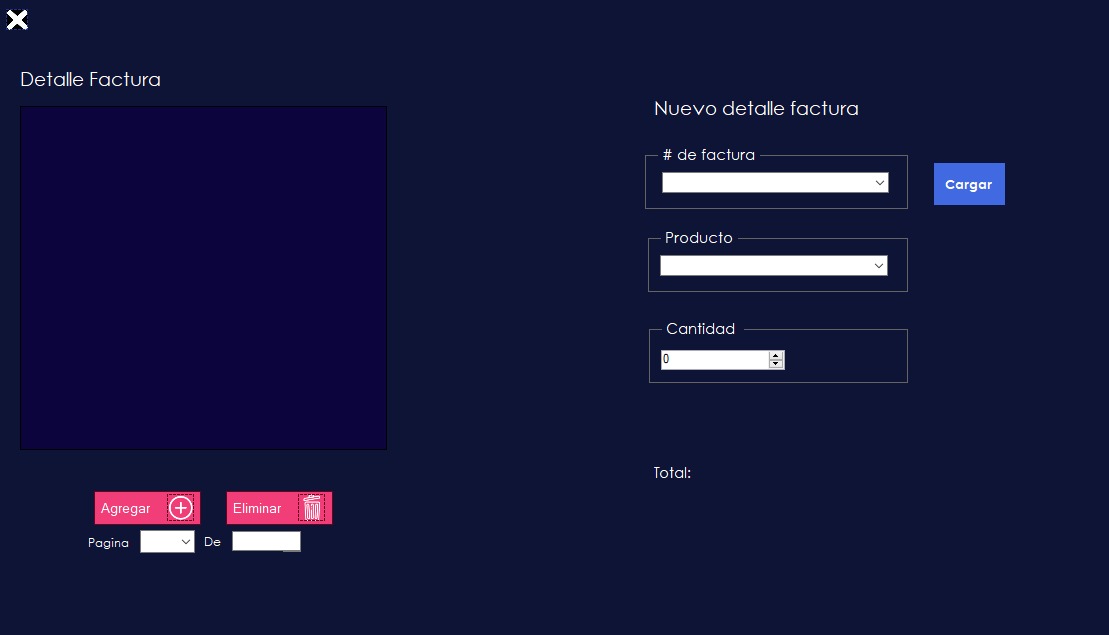 Detalle Factura
Nuevo detalle factura
# de factura
Cargar
Producto
Cantidad
0
Total:
Agregar
Eliminar
Pagina
De